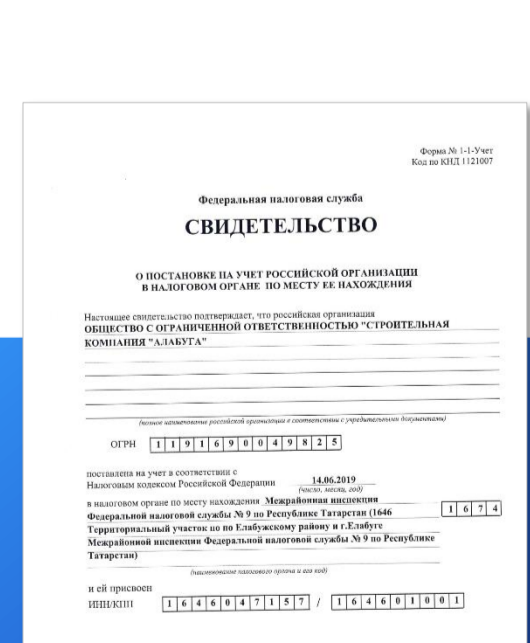 Форма № 1-1-Учет
Код по КНД 1121007
Федеральная налоговая служба
СВИДЕТЕЛЬСТВО
О ПОСТАНОВКЕ НА УЧЕТ РОССИЙСКОЙ ОРГАНИЗАЦИИ
В НАЛОГОВОМ ОРГАНЕ ПО МЕСТУ ЕЕ НАХОЖДЕНИЯ
Настоящее свидетельство подтверждает, что российская организация
ОБЩЕСТВО С ОГРАНИЧЕННОЙ ОТВЕТСТВЕННОСТЬЮ "СТРОИТЕЛЬНАЯ
КОМПАНИЯ "АЛАБУГА"
(полное наименование российской организации в соответствии с учредительными документами)
ОГРН 1 1 9 1 6 9 0 0 4 9 8 2 5
поставлена на учет в соответствии с
Налоговым кодексом Российской Федерации 14.06.2019
(число, месяц, год)
в налоговом органе по месту нахождения Межрайонная инспекция
Федеральной налоговой службы № 9 по Республике Татарстан (1646 1 6 7 4
Территориальный участок по по Елабужскому району и г.Елабуге
Межрайонной инспекции Федеральной налоговой службы № 9 по Республике
Татарстан)
(наименование налогового органа и его код)
и ей присвоен
ИНН/КПП 1 6 4 6 0 4 7 1 5 7 / 1 6 4 6 0 1 0 0 1